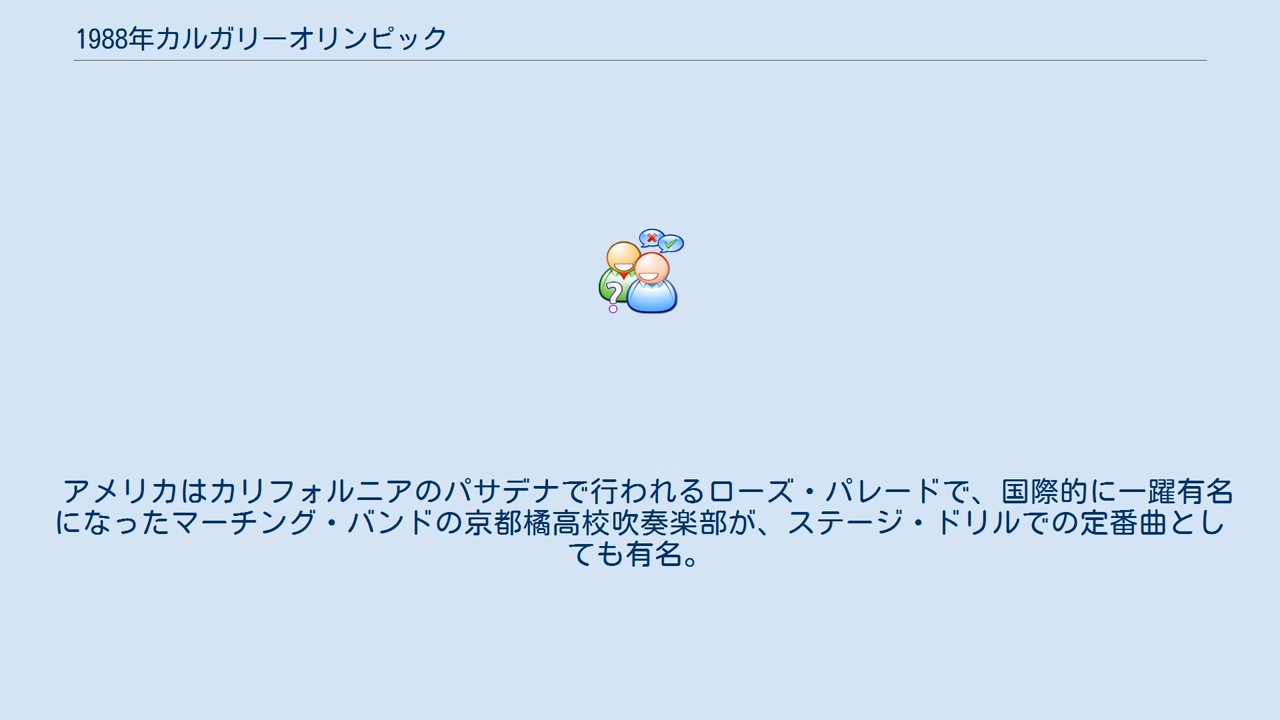 1988年カルガリーオリンピック
アメリカはカリフォルニアのパサデナで行われるローズ・パレードで、国際的に一躍有名
になったマーチング・バンドの京都橘高校吹奏楽部が、ステージ・ドリルでの定番曲とし
ても有名。